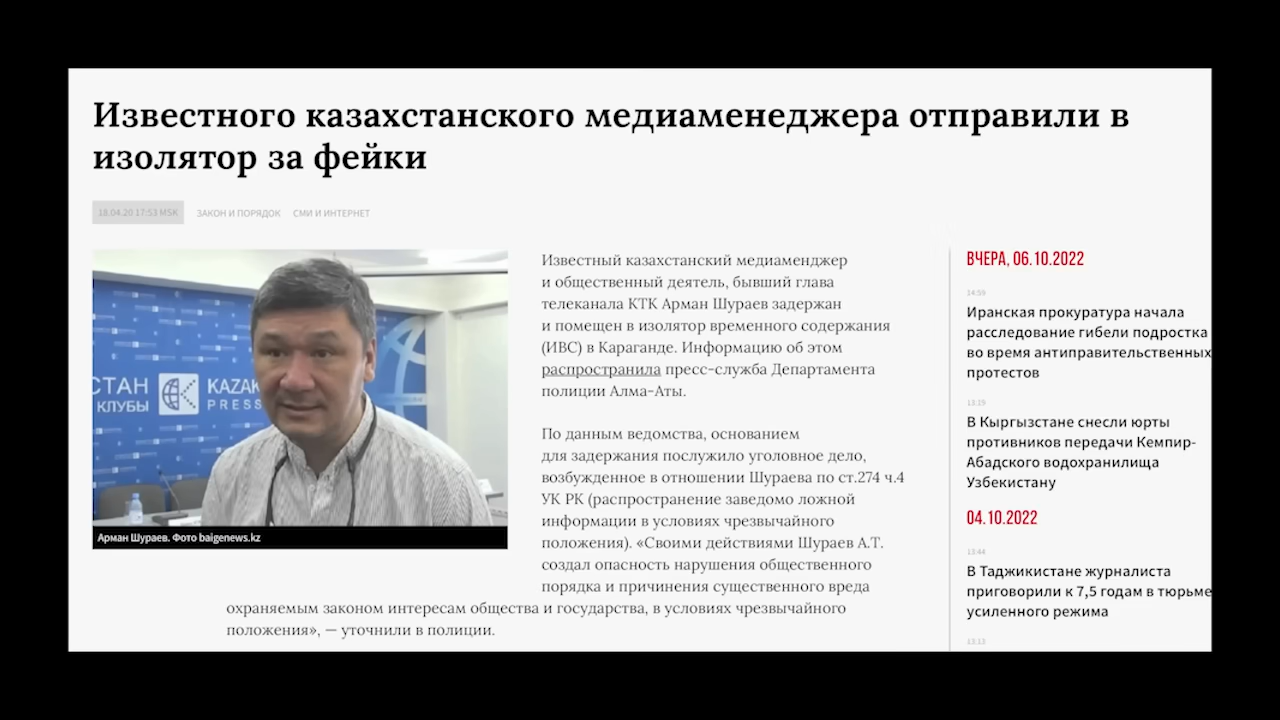 Известного казахстанского медиаменеджера отправили в
изолятор за фейки
18.04.20 17:53 MSK
ЗАКОН И ПОРЯДОК
СМИ И ИНТЕРНЕТ
СТАН
КЛУБЫ
KAZAK
PRESS
Арман Шураев. Фото baigenews.kz
Известный казахстанский медиаменджер
и общественный деятель, бывший глава
телеканала КТК Арман Шураев задержан
и помещен в изолятор временного содержания
(ИВС) в Караганде. Информацию об этом
распространила пресс-служба Департамента
полиции Алма-Аты.
По данным ведомства, основанием
для задержания послужило уголовное дело,
возбужденное в отношении Шураева по ст.274 ч.4
УК РК (распространение заведомо ложной
информации в условиях чрезвычайного
положения). «Своими действиями Шураев А.Т.
создал опасность нарушения общественного
порядка и причинения существенного вреда
охраняемым законом интересам общества и государства, в условиях чрезвычайного
положения», — уточнили в полиции.
ВЧЕРА, 06.10.2022
14:59
Иранская прокуратура начала
расследование гибели подростка
во время антиправительственных
протестов
13:19
В Кыргызстане снесли юрты
противников передачи Кемпир-
Абадского водохранилища
Узбекистану
04.10.2022
13:44
В Таджикистане журналиста
приговорили к 7,5 годам в тюрьме
усиленного режима
13:13